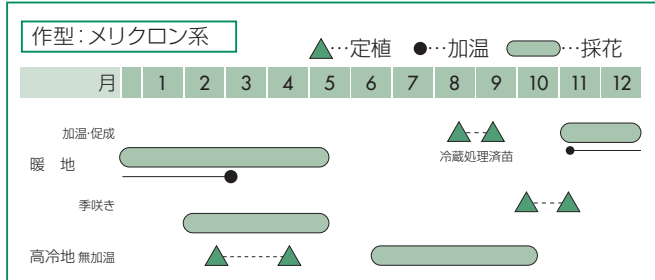 作型：メリクロン系
▲…定植 ●…加温 …採花
月 1 2 3 4 5 6 7 8 9 10 11 12
加温·促成
暖 地
冷蔵処理済苗
季咲き
高冷地 無加温